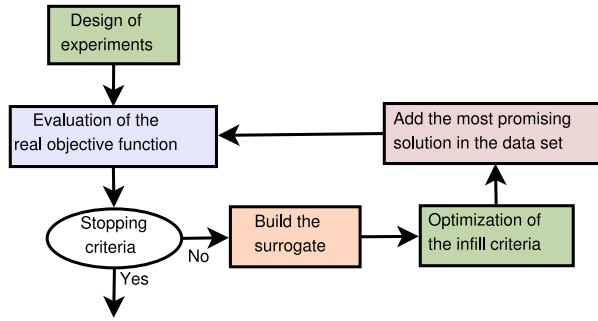 Design of
experiments
Evaluation of the
real objective function
Add the most promising
solution in the data set
Stopping
criteria
No
Yes
Build the
surrogate
Optimization of
the infill criteria